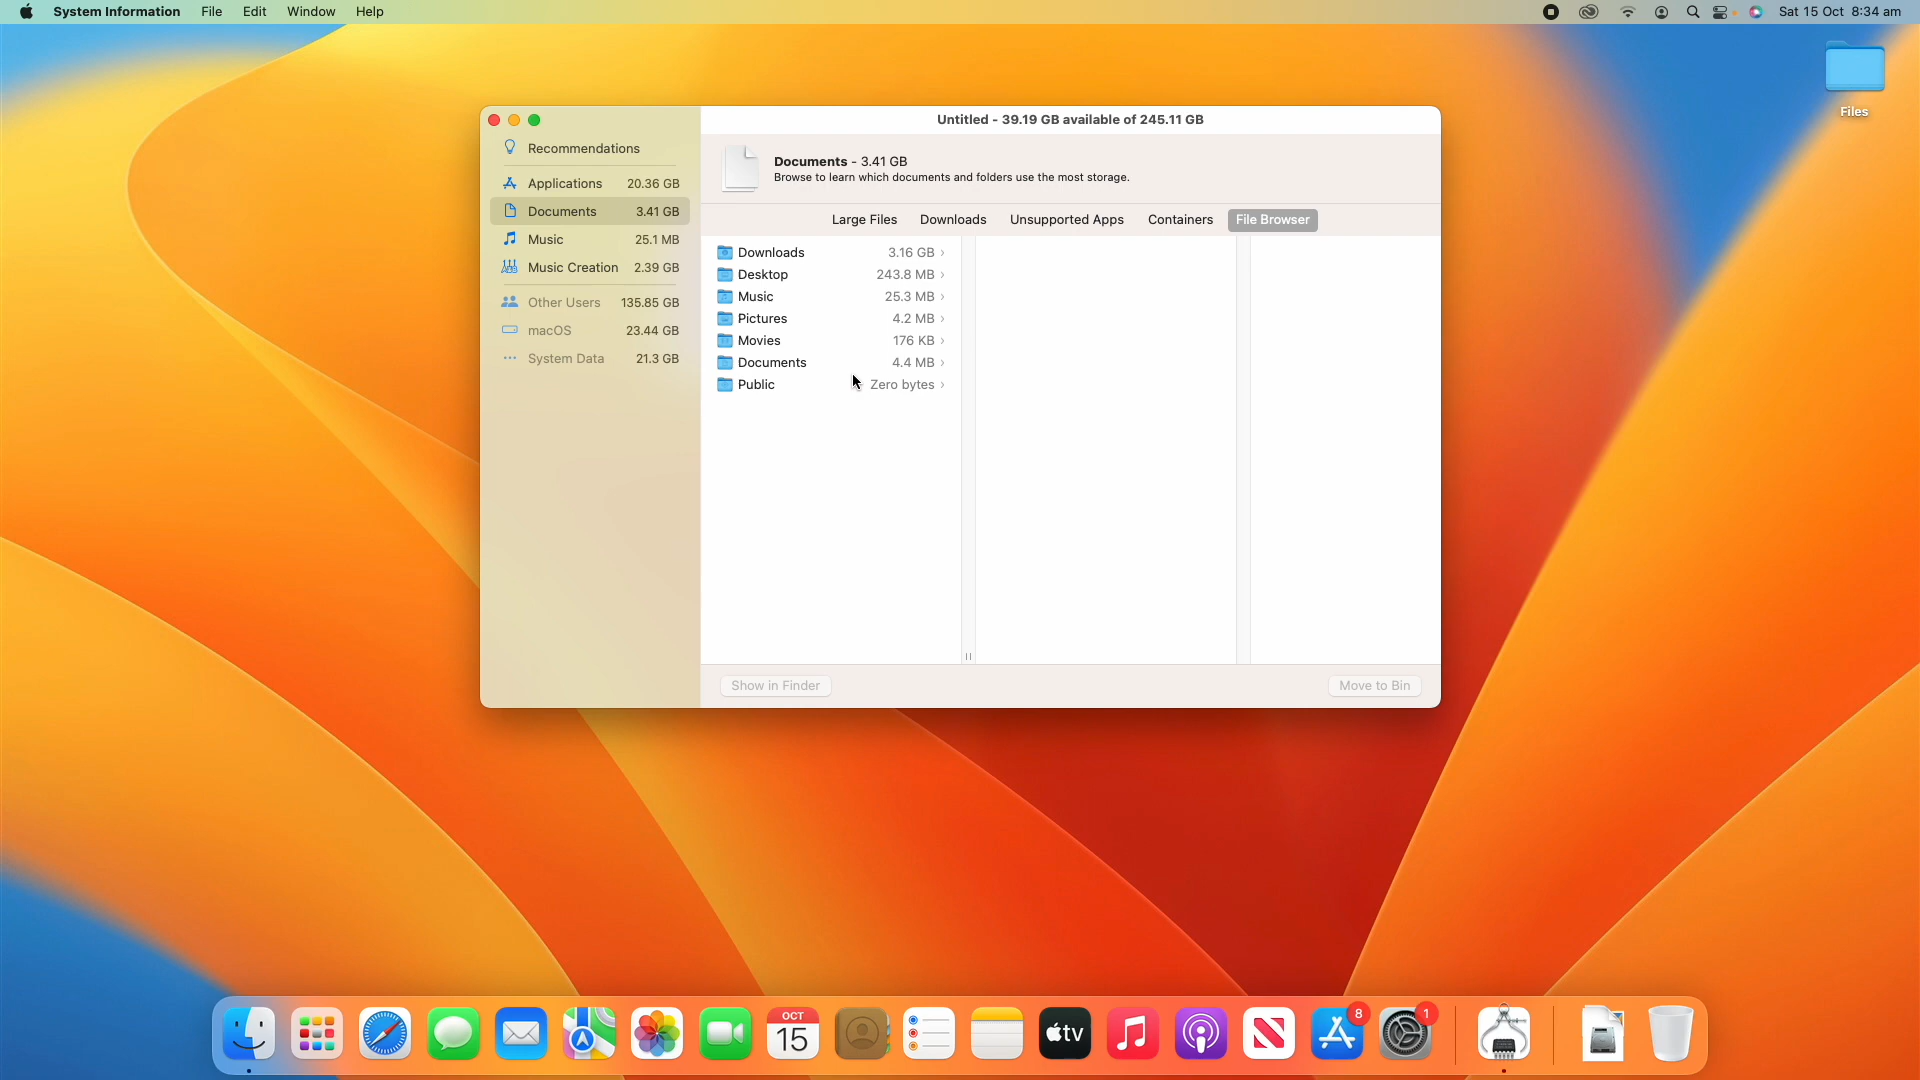 System Information File Edit Window Help
Sat 15 Oct 8:34 am
Files
Untitled - 39.19 GB available of 245.11 GB
Recommendations
Applications 20.36 GB
Documents 3.41 GB
Music 25.1 MB
Music Creation 2.39 GB
Other Users 135.85 GB
macOS 23.44 GB
System Data 21.3 GB
Documents - 3.41 GB
Browse to learn which documents and folders use the most storage.
Large Files Downloads Unsupported Apps Containers File Browser
Downloads 3.16 GB
Desktop 243.8 MB
Music 25.3 MB
Pictures 4.2 MB
Movies 176 KB
Documents 4.4 MB
Public Zero bytes
Show in Finder Move to Bin
OCT
15
tv
8
1